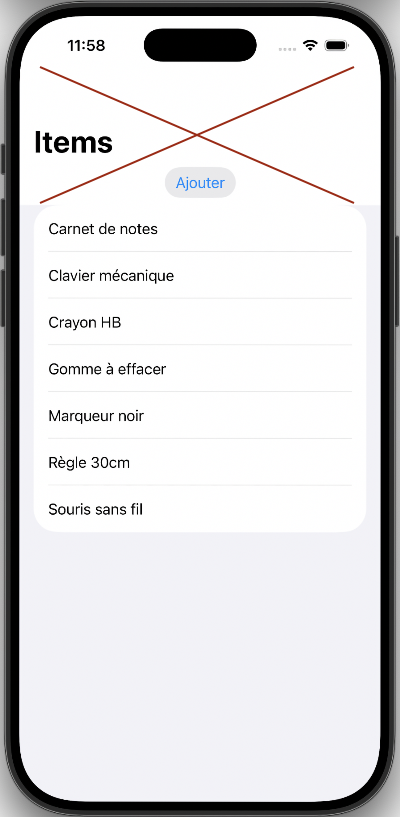 11:58
Items
Ajouter
Carnet de notes
Clavier mécanique
Crayon HB
Gomme à effacer
Marqueur noir
Règle 30cm
Souris sans fil